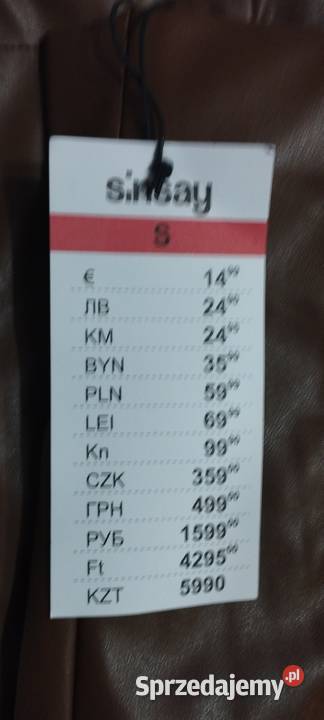 sinsay
S
€ 14⁹⁹
ЛВ 24⁹⁹
KM 24⁹⁹
BYN 35⁹⁹
PLN 59⁹⁹
LEI 69⁹⁹
Kn 99⁹⁹
CZK 359⁰⁰
ГРН 499⁰⁰
РУБ 1599⁰⁰
Ft 4295⁰⁰
KZT 5990
Sprzedajemy.pl